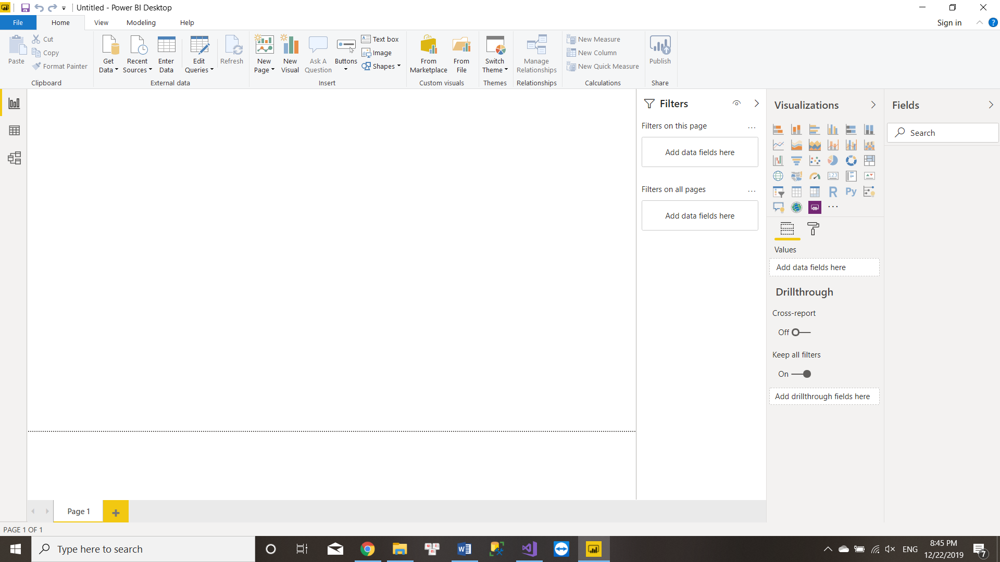 Untitled - Power BI Desktop
File Home View Modeling Help Sign in ?
Paste
Cut
Copy
Format Painter
Clipboard
Get Data
Recent Sources
Enter Data
Edit Queries
Refresh
External data
New Page
New Visual
Ask A Question
Buttons
Text box
Image
Shapes
Insert
From Marketplace
From File
Custom visuals
Switch Theme
Themes
Manage Relationships
Relationships
New Measure
New Column
New Quick Measure
Calculations
Publish
Share
Filters
Filters on this page ...
Add data fields here
Filters on all pages ...
Add data fields here
Visualizations
123
R Py
...
Values
Add data fields here
Drillthrough
Cross-report
Off
Keep all filters
On
Add drillthrough fields here
Fields
Search
Page 1 +
PAGE 1 OF 1
Type here to search
ENG
8:45 PM
12/22/2019
7